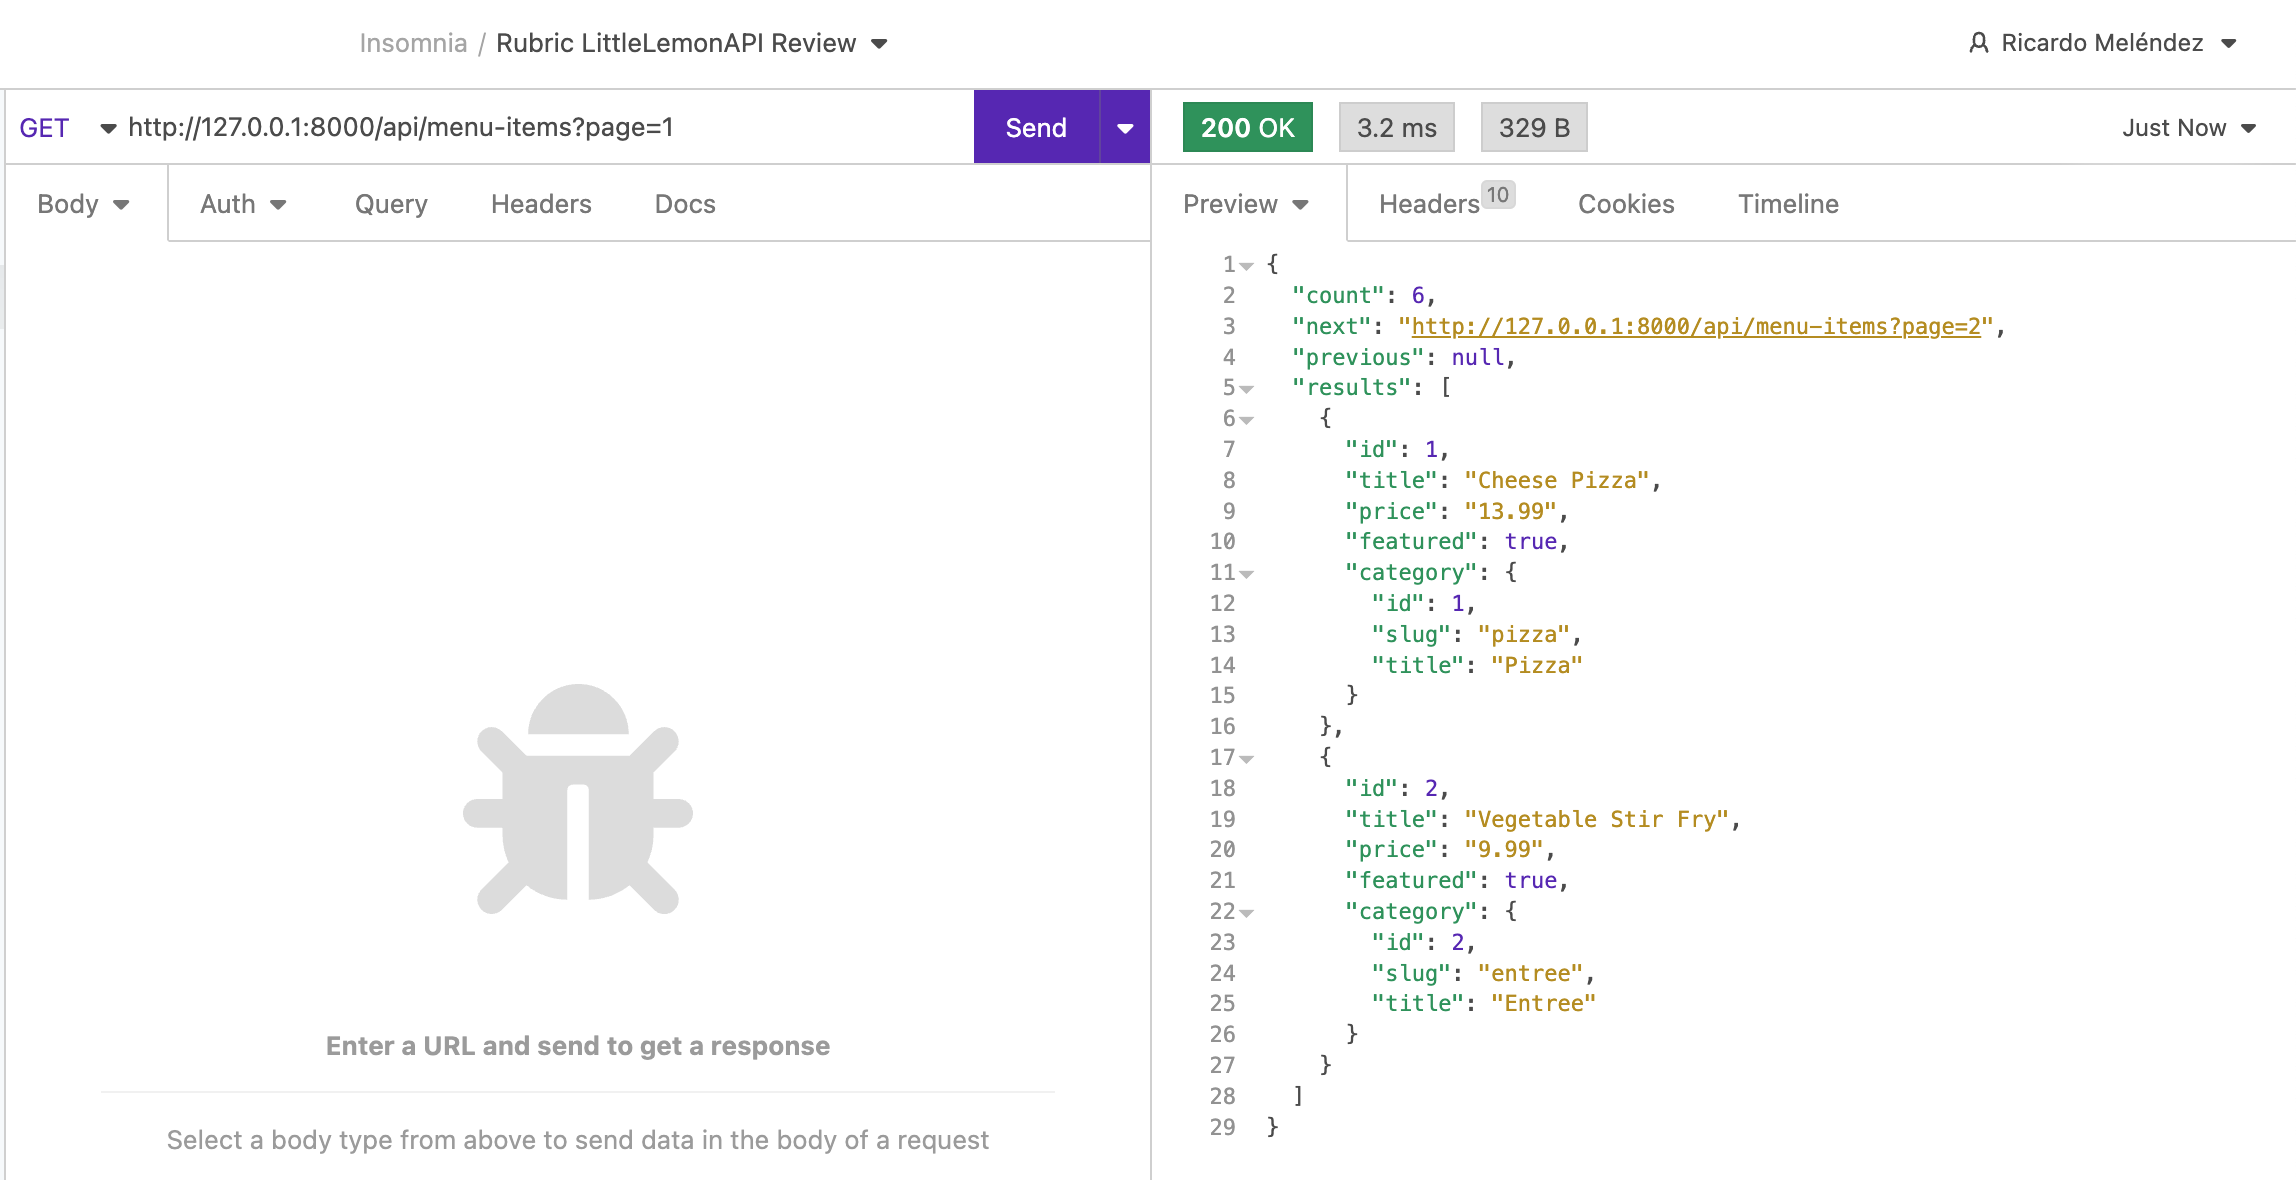 Insomnia / Rubric LittleLemonAPI Review
Ricardo Meléndez
GET http://127.0.0.1:8000/api/menu-items?page=1 Send
200 OK 3.2 ms 329 B Just Now
Body Auth Query Headers Docs
Preview Headers 10 Cookies Timeline
Enter a URL and send to get a response
Select a body type from above to send data in the body of a request
1 {
2 "count": 6,
3 "next": "http://127.0.0.1:8000/api/menu-items?page=2",
4 "previous": null,
5 "results": [
6 {
7 "id": 1,
8 "title": "Cheese Pizza",
9 "price": "13.99",
10 "featured": true,
11 "category": {
12 "id": 1,
13 "slug": "pizza",
14 "title": "Pizza"
15 }
16 },
17 {
18 "id": 2,
19 "title": "Vegetable Stir Fry",
20 "price": "9.99",
21 "featured": true,
22 "category": {
23 "id": 2,
24 "slug": "entree",
25 "title": "Entree"
26 }
27 }
28 ]
29 }